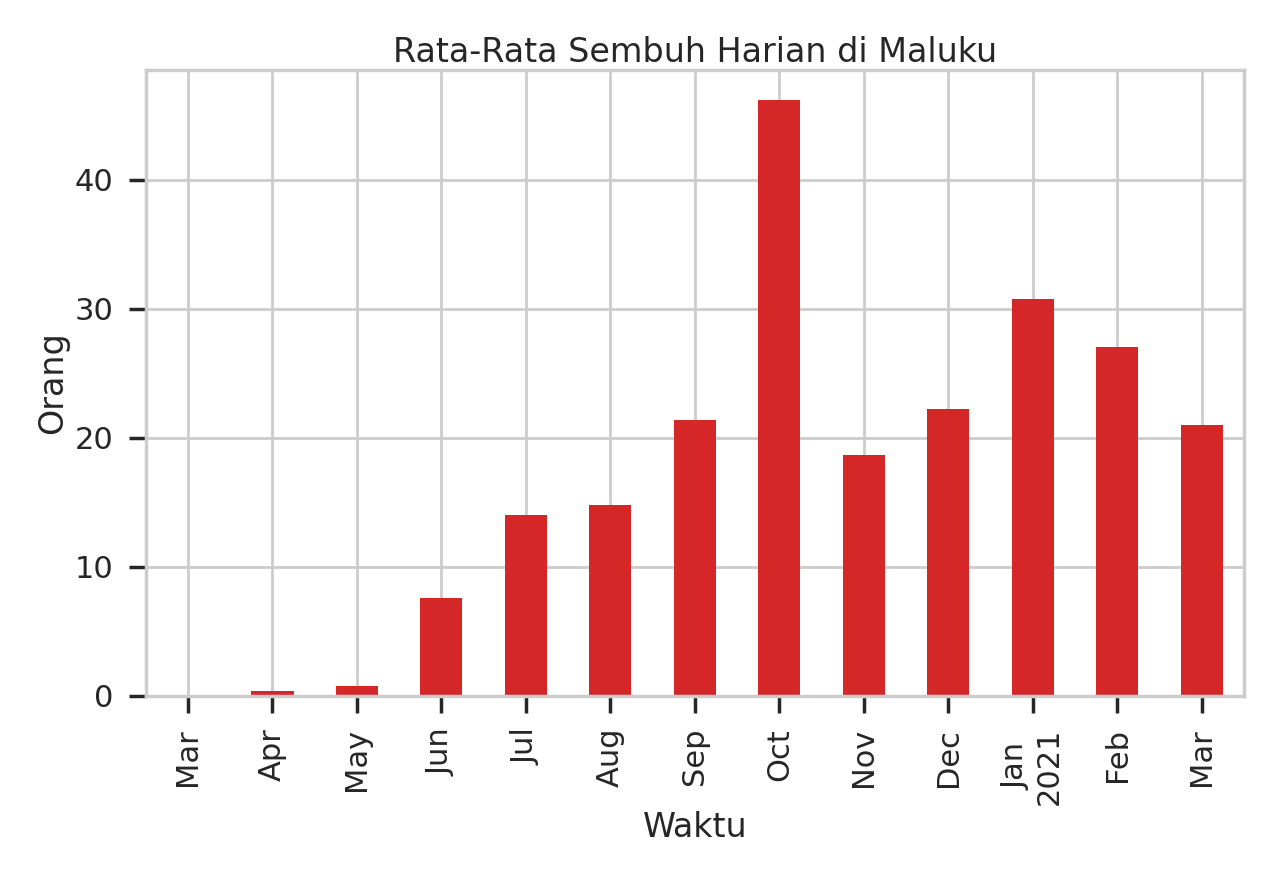 Rata-Rata Sembuh Harian di Maluku
Orang
40
30
20
10
0
Mar
Apr
May
Jun
Jul
Aug
Sep
Oct
Nov
Dec
Jan
2021
Feb
Mar
Waktu